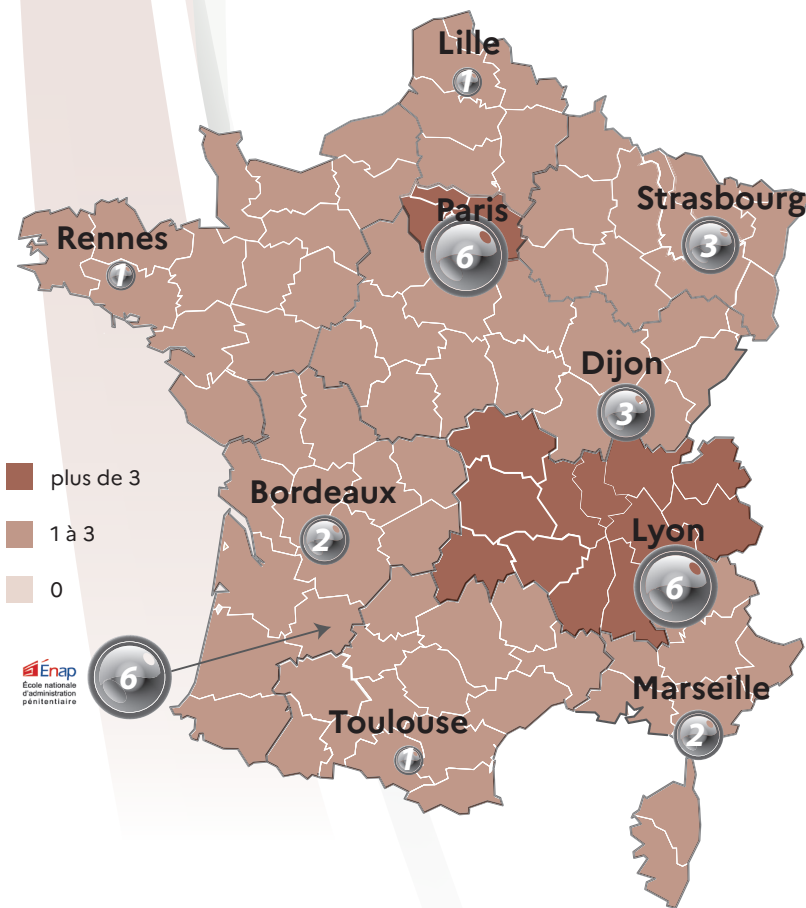 Lille
1
Paris
6
Strasbourg
3
Rennes
1
Dijon
3
plus de 3
1 à 3
0
Bordeaux
2
Lyon
6
Énap
École nationale
d'administration
pénitentiaire
6
Marseille
2
Toulouse
1